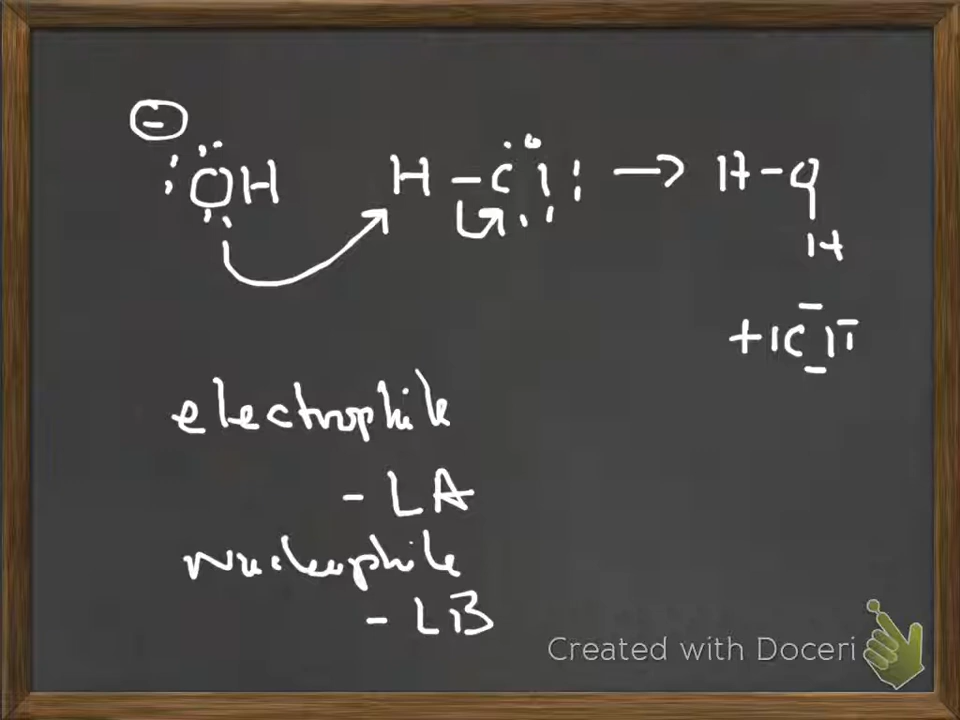 ⊖
:ÖH H-Cl: → H-O
H
+ |Cl|⁻
electrophile
- LA
Nucleophile
- LB
Created with Doceri